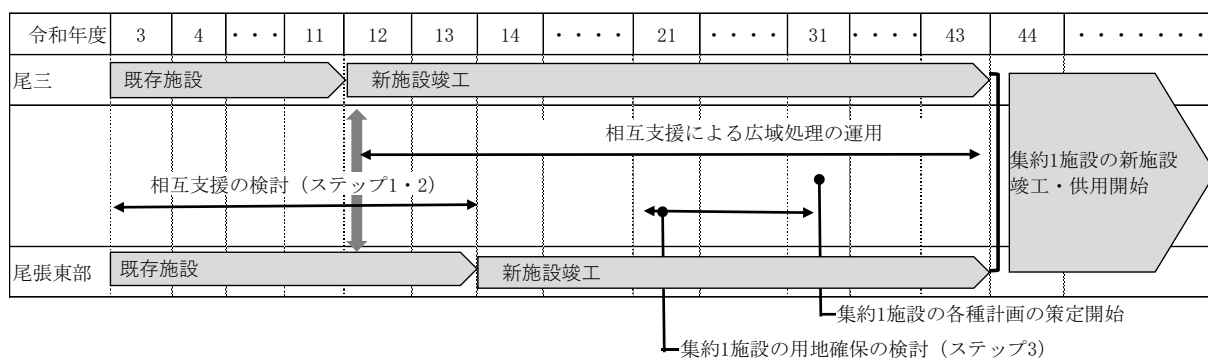 令和年度 3 4 ・・・ 11 12 13 14 ・・・・ 21 ・・・・ 31 ・・・・ 43 44 ・・・・・・・
尾三 既存施設 新施設竣工
相互支援による広域処理の運用
集約1施設の新施設
竣工・供用開始
相互支援の検討（ステップ1・2）
尾張東部 既存施設 新施設竣工
集約1施設の各種計画の策定開始
集約1施設の用地確保の検討（ステップ3）